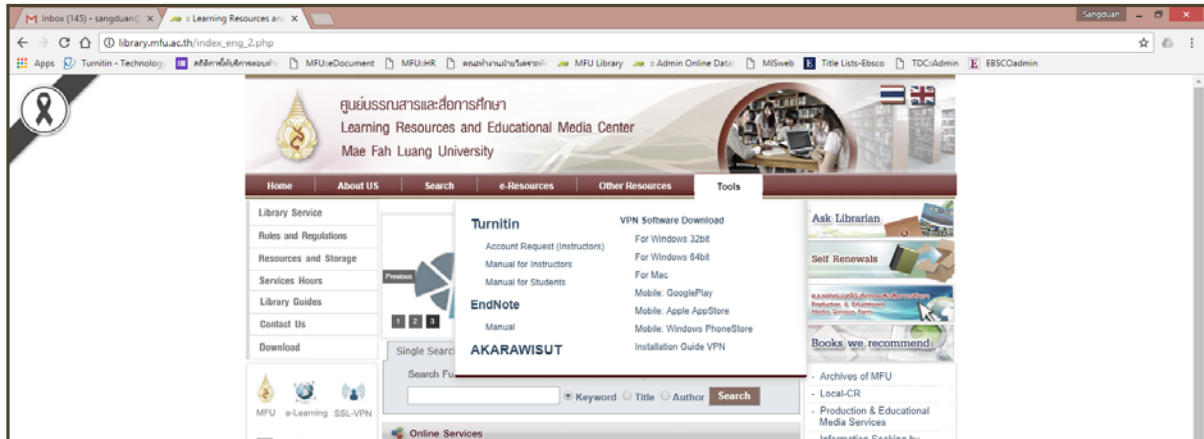 Inbox (145) - sangduan@
:: Learning Resources and
Sangduan
library.mfu.ac.th/index_eng_2.php
Apps
Turnitin - Technology
MFU::eDocument
MFU::HR
MFU Library
:: Admin Online Data
MISweb
Title Lists-Ebsco
TDC::Admin
EBSCOadmin
ศูนย์บรรณสารและสื่อการศึกษา
Learning Resources and Educational Media Center
Mae Fah Luang University
Home About US Search e-Resources Other Resources Tools
Library Service
Rules and Regulations
Resources and Storage
Services Hours
Library Guides
Contact Us
Download
MFU e-Learning SSL-VPN
Previous
1 2 3
Turnitin
Account Request (Instructors)
Manual for Instructors
Manual for Students
EndNote
Manual
AKARAWISUT
VPN Software Download
For Windows 32bit
For Windows 64bit
For Mac
Mobile: GooglePlay
Mobile: Apple AppStore
Mobile: Windows PhoneStore
Installation Guide VPN
Single Search
Search Fu
Keyword Title Author Search
Online Services
Ask Librarian
Self Renewals
Production & Educational
Media Services Form
Books we recommend
- Archives of MFU
- Local-CR
- Production & Educational
Media Services
- Information Seeking by